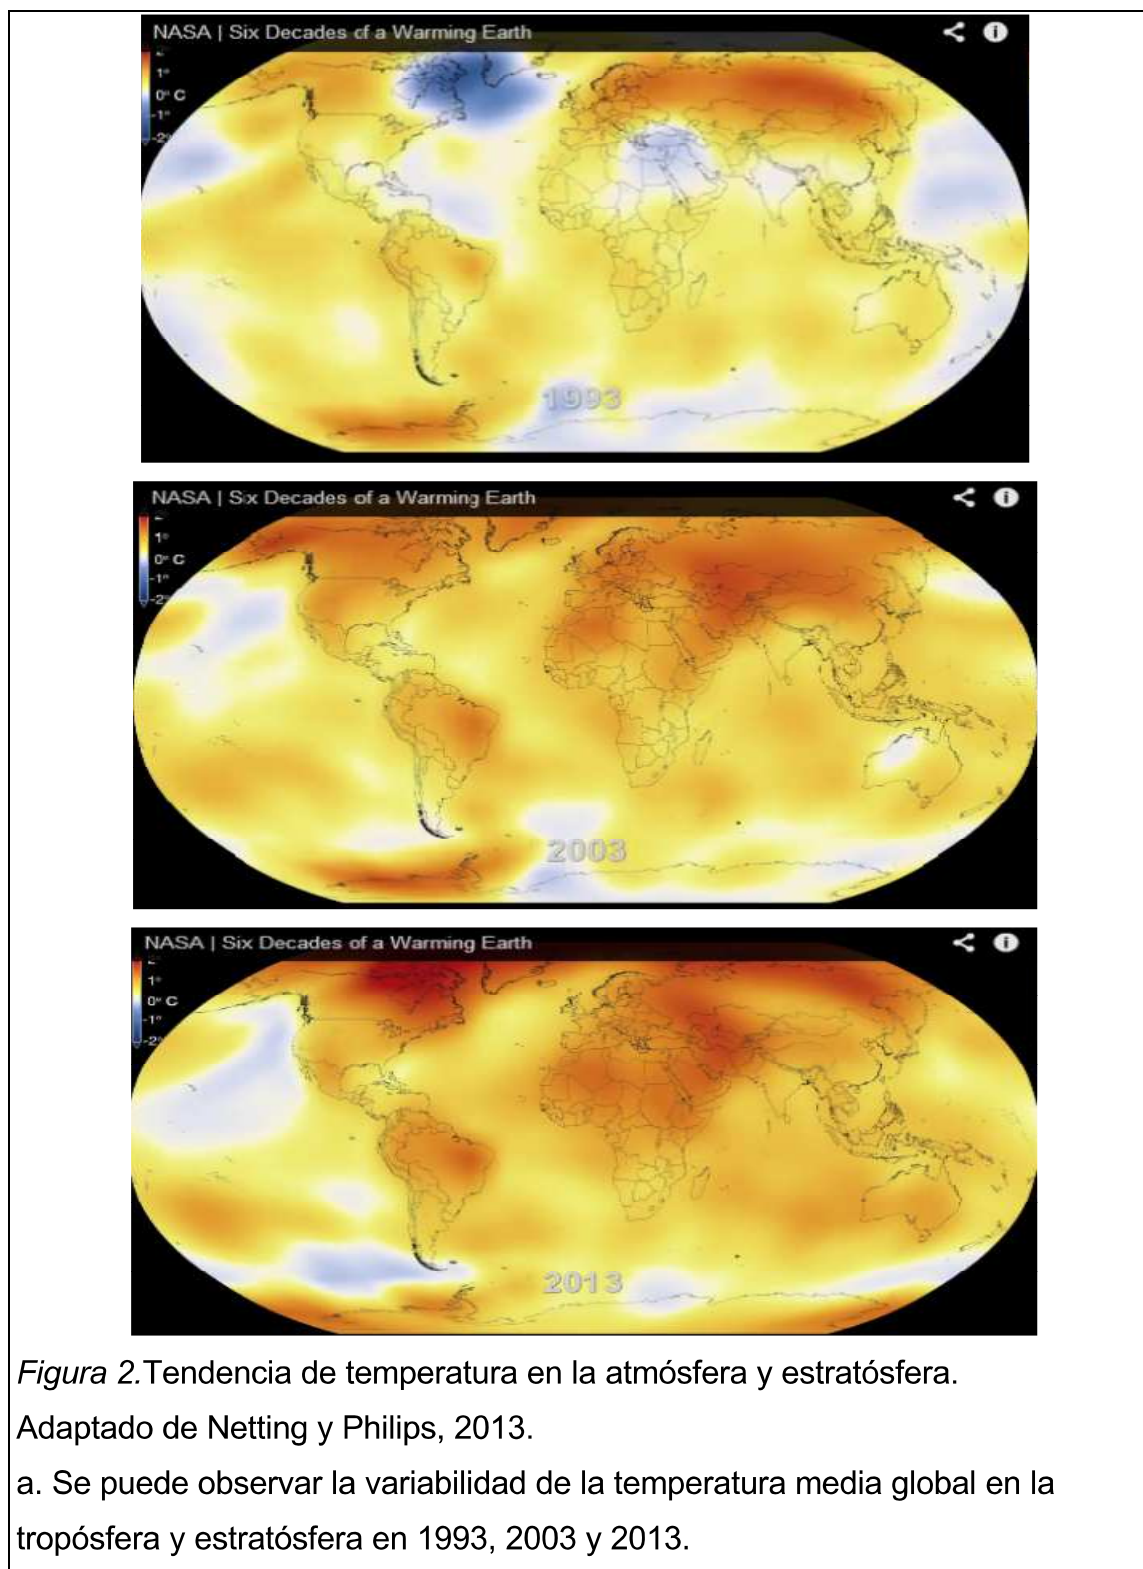 NASA | Six Decades of a Warming Earth
1°
0° C
-1°
-2°
1993
NASA | Six Decades of a Warming Earth
1°
0° C
-1°
-2°
2003
NASA | Six Decades of a Warming Earth
1°
0° C
-1°
-2°
2013
Figura 2.Tendencia de temperatura en la atmósfera y estratósfera.
Adaptado de Netting y Philips, 2013.
a. Se puede observar la variabilidad de la temperatura media global en la
tropósfera y estratósfera en 1993, 2003 y 2013.